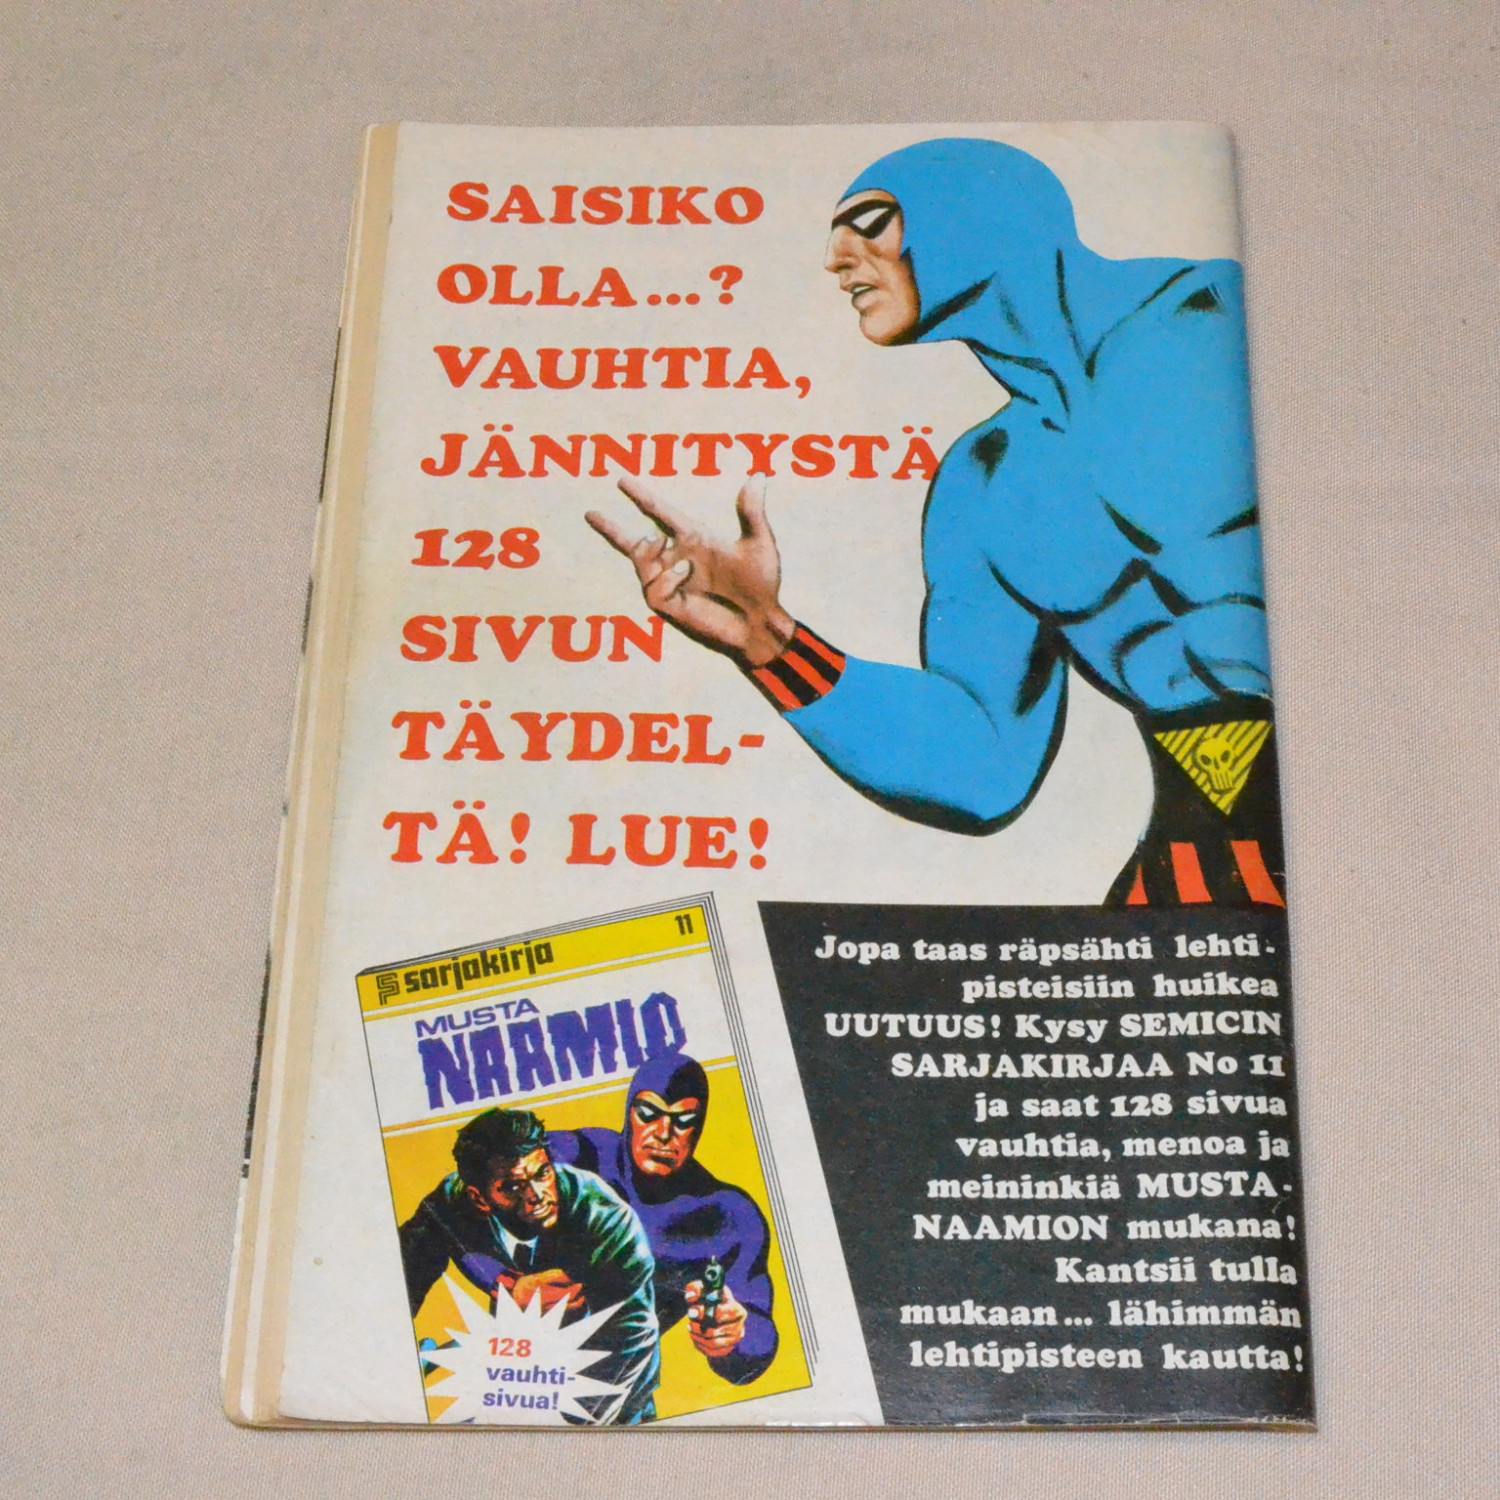 SAISIKO
OLLA...?
VAUHTIA,
JÄNNITYSTÄ
128
SIVUN
TÄYDEL-
TÄ! LUE!
sarjakirja 11
MUSTA
NAAMIO
128
vauhti-
sivua!
Jopa taas räpsähti lehti-
pisteisiin huikea
UUTUUS! Kysy SEMICIN
SARJAKIRJAA No 11
ja saat 128 sivua
vauhtia, menoa ja
meininkiä MUSTA-
NAAMION mukana!
Kantsii tulla
mukaan... lähimmän
lehtipisteen kautta!